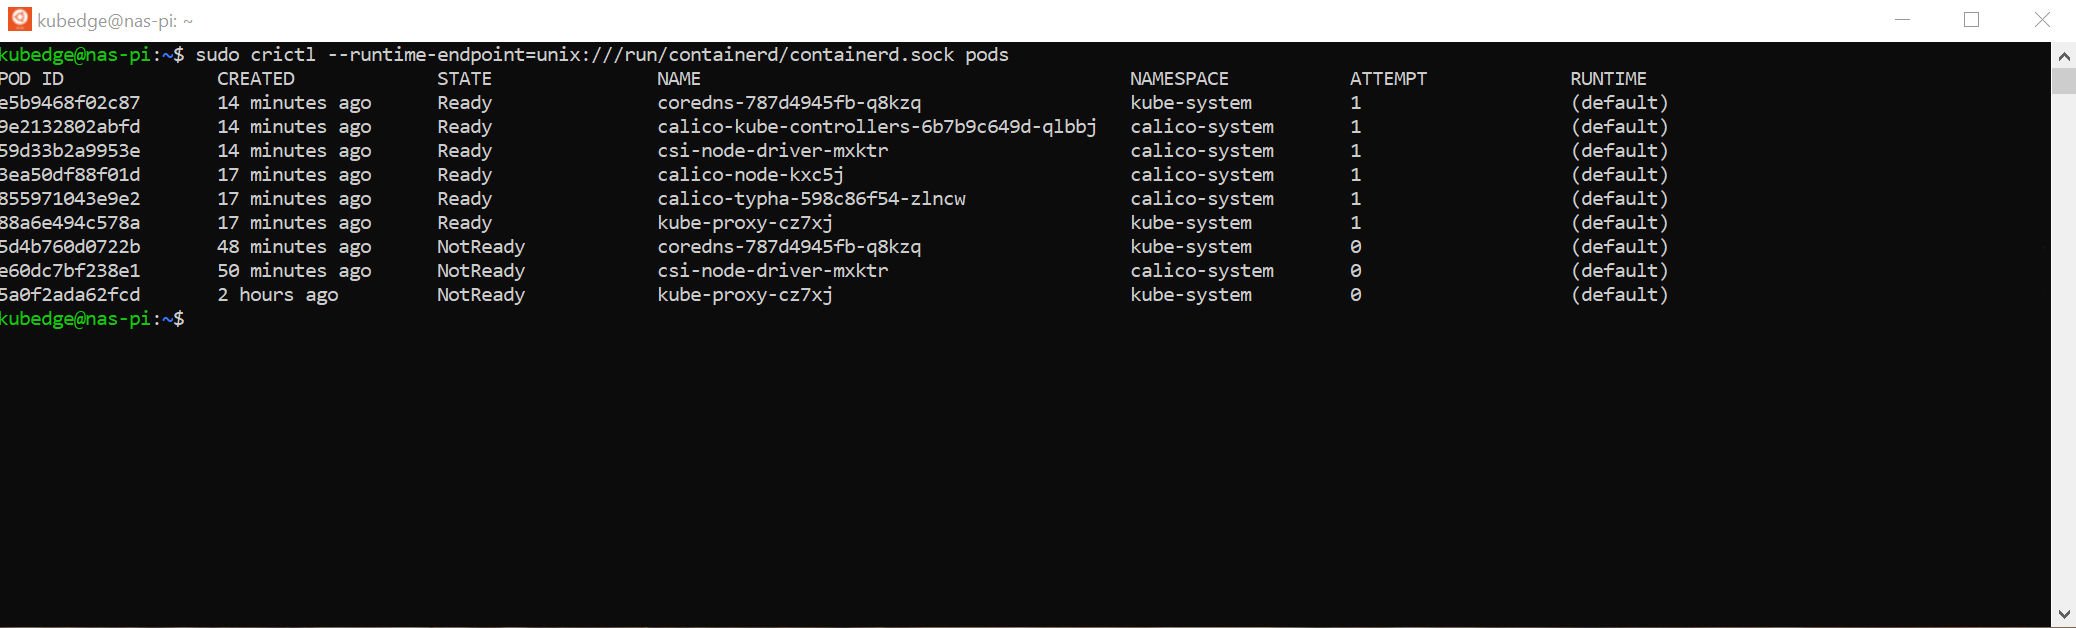 kubedge@nas-pi: ~
kubedge@nas-pi:~$ sudo crictl --runtime-endpoint=unix:///run/containerd/containerd.sock pods
POD ID CREATED STATE NAME NAMESPACE ATTEMPT RUNTIME
e5b9468f02c87 14 minutes ago Ready coredns-787d4945fb-q8kzq kube-system 1 (default)
9e2132802abfd 14 minutes ago Ready calico-kube-controllers-6b7b9c649d-qlbbj calico-system 1 (default)
59d33b2a9953e 14 minutes ago Ready csi-node-driver-mxktr calico-system 1 (default)
3ea50df88f01d 17 minutes ago Ready calico-node-kxc5j calico-system 1 (default)
855971043e9e2 17 minutes ago Ready calico-typha-598c86f54-zlncw calico-system 1 (default)
88a6e494c578a 17 minutes ago Ready kube-proxy-cz7xj kube-system 1 (default)
5d4b760d0722b 48 minutes ago NotReady coredns-787d4945fb-q8kzq kube-system 0 (default)
e60dc7bf238e1 50 minutes ago NotReady csi-node-driver-mxktr calico-system 0 (default)
5a0f2ada62fcd 2 hours ago NotReady kube-proxy-cz7xj kube-system 0 (default)
kubedge@nas-pi:~$